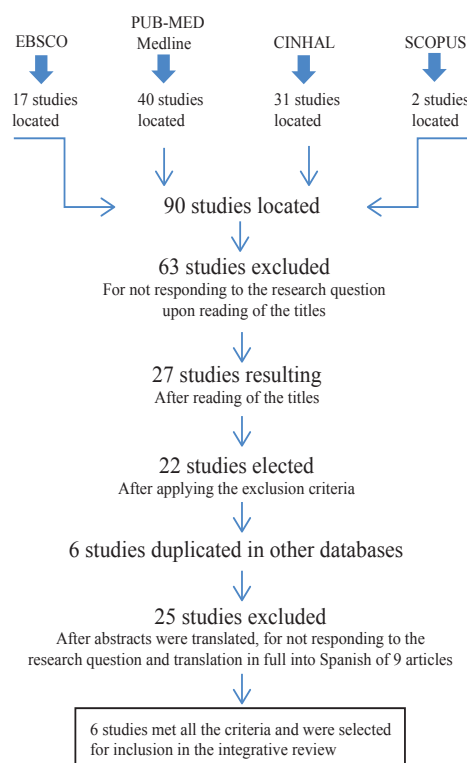 EBSCO
PUB-MED
Medline
CINHAL
SCOPUS
17 studies
located
40 studies
located
31 studies
located
2 studies
located
90 studies located
63 studies excluded
For not responding to the research question
upon reading of the titles
27 studies resulting
After reading of the titles
22 studies elected
After applying the exclusion criteria
6 studies duplicated in other databases
25 studies excluded
After abstracts were translated, for not responding to the
research question and translation in full into Spanish of 9 articles
6 studies met all the criteria and were selected
for inclusion in the integrative review